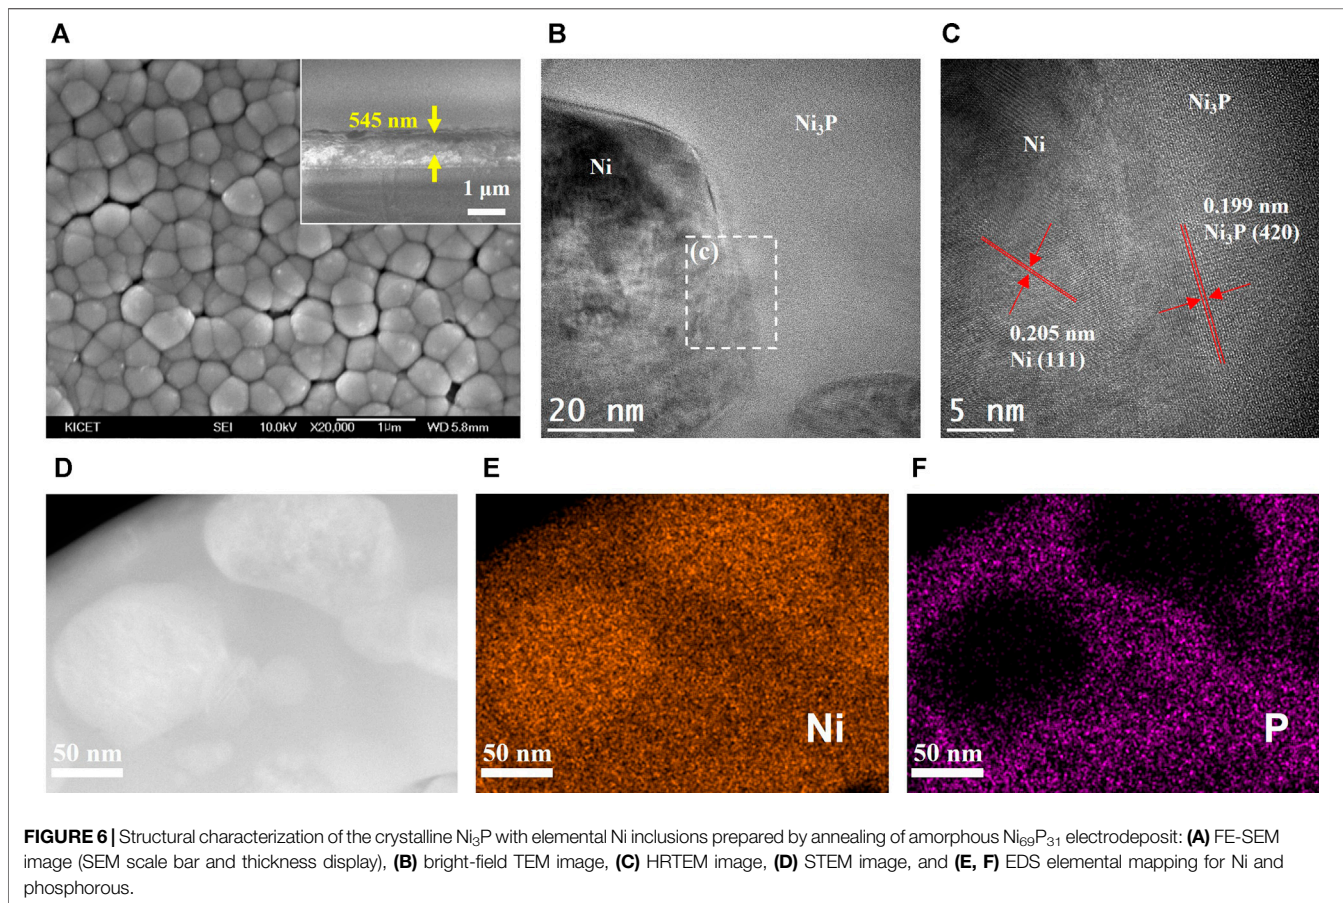 A
B
C
545 nm
1 μm
KICET SEI 10.0kV X20,000 1μm WD 5.8mm
Ni₃P
Ni
(c)
20 nm
Ni₃P
Ni
0.199 nm
Ni₃P (420)
0.205 nm
Ni (111)
5 nm
D
E
F
50 nm
50 nm
Ni
50 nm
P
FIGURE 6 | Structural characterization of the crystalline Ni₃P with elemental Ni inclusions prepared by annealing of amorphous Ni₆₉P₃₁ electrodeposit: (A) FE-SEM
image (SEM scale bar and thickness display), (B) bright-field TEM image, (C) HRTEM image, (D) STEM image, and (E, F) EDS elemental mapping for Ni and
phosphorous.